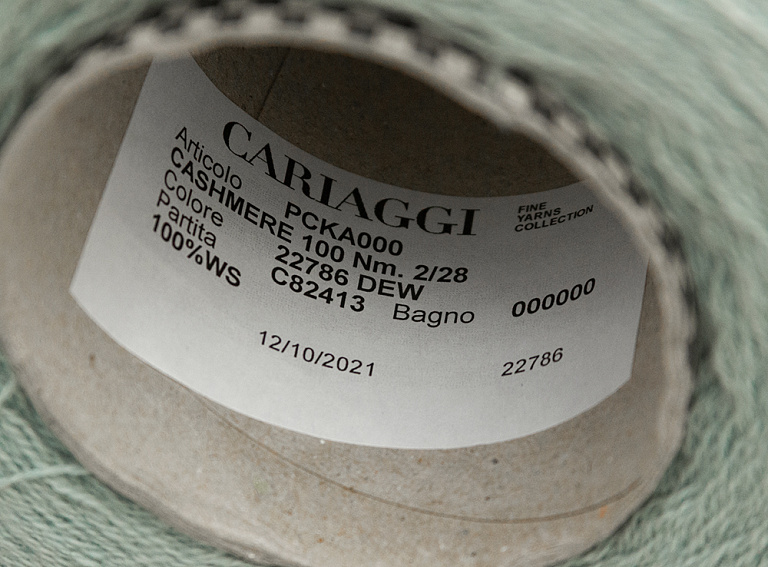 CARIAGGI
FINE
YARNS
COLLECTION
Articolo PCKA000
CASHMERE 100 Nm. 2/28
Colore 22786 DEW
Partita C82413 Bagno 000000
100%WS
12/10/2021 22786